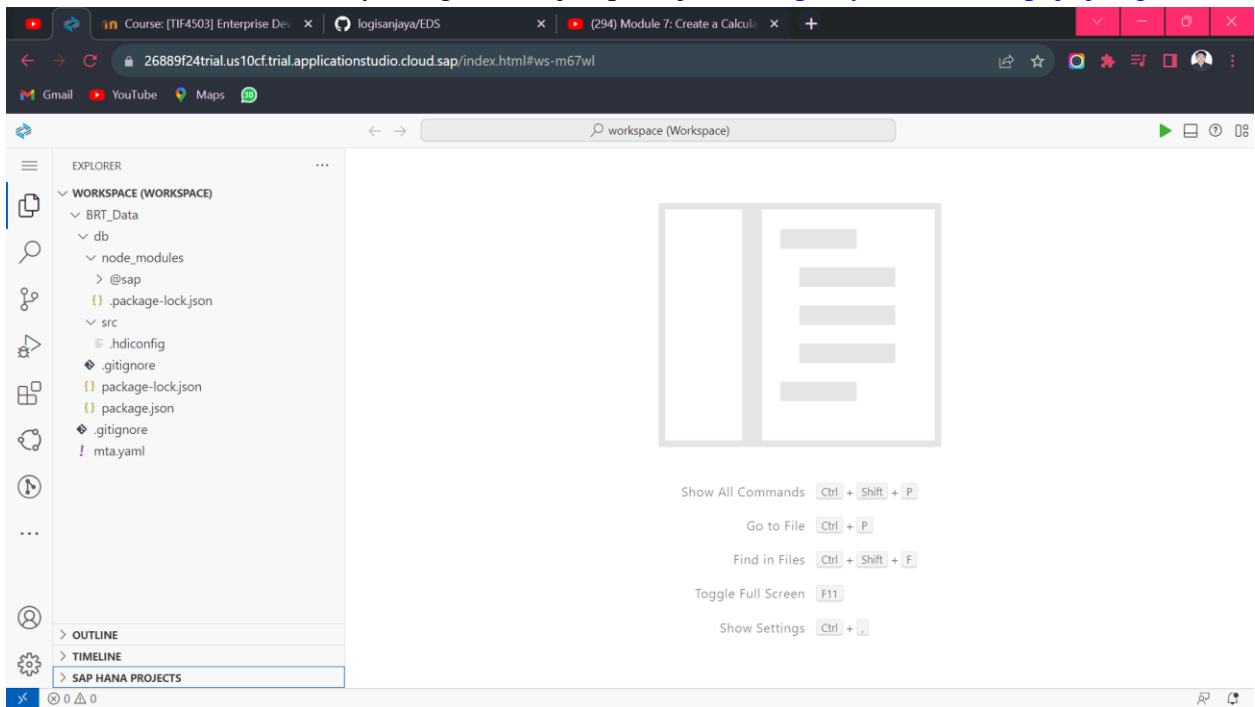 Course: [TIF4503] Enterprise Dev
logisanjaya/EDS
(294) Module 7: Create a Calcula
26889f24trial.us10cf.trial.applicationstudio.cloud.sap/index.html#ws-m67wl
Gmail
YouTube
Maps
30
workspace (Workspace)
EXPLORER
WORKSPACE (WORKSPACE)
BRT_Data
db
node_modules
@sap
{} .package-lock.json
src
.hdiconfig
.gitignore
{} package-lock.json
{} package.json
.gitignore
! mta.yaml
Show All Commands Ctrl + Shift + P
Go to File Ctrl + P
Find in Files Ctrl + Shift + F
Toggle Full Screen F11
Show Settings Ctrl + ,
OUTLINE
TIMELINE
SAP HANA PROJECTS
0 0